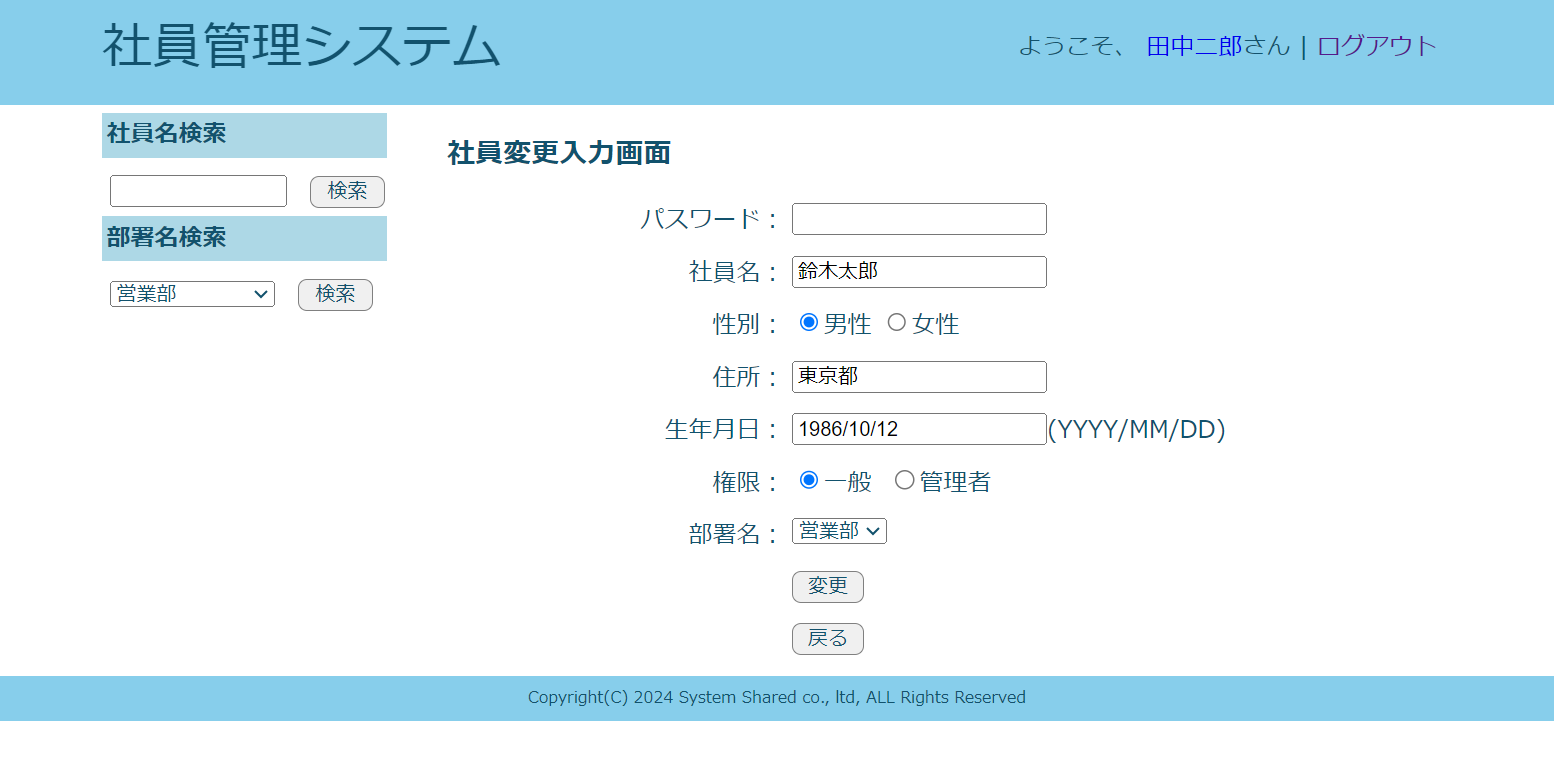 社員管理システム
ようこそ、 田中二郎さん | ログアウト
社員名検索
検索
部署名検索
営業部 検索
社員変更入力画面
パスワード：
社員名： 鈴木太郎
性別： 男性 女性
住所： 東京都
生年月日： 1986/10/12(YYYY/MM/DD)
権限： 一般 管理者
部署名： 営業部
変更
戻る
Copyright(C) 2024 System Shared co., ltd, ALL Rights Reserved